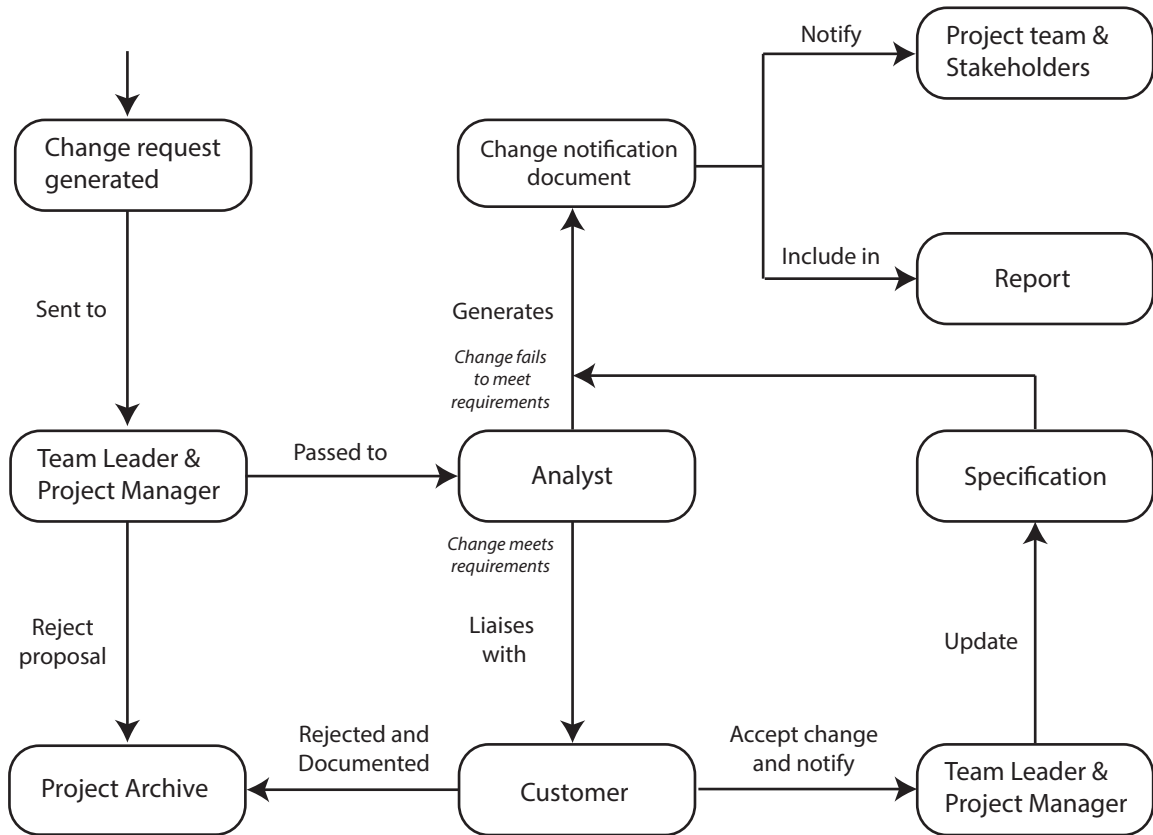 Notify
Project team &
Stakeholders
Change request
generated
Change notification
document
Include in
Report
Sent to
Generates
Change fails
to meet
requirements
Team Leader &
Project Manager
Passed to
Analyst
Specification
Change meets
requirements
Reject
proposal
Liaises
with
Update
Rejected and
Documented
Accept change
and notify
Project Archive
Customer
Team Leader &
Project Manager